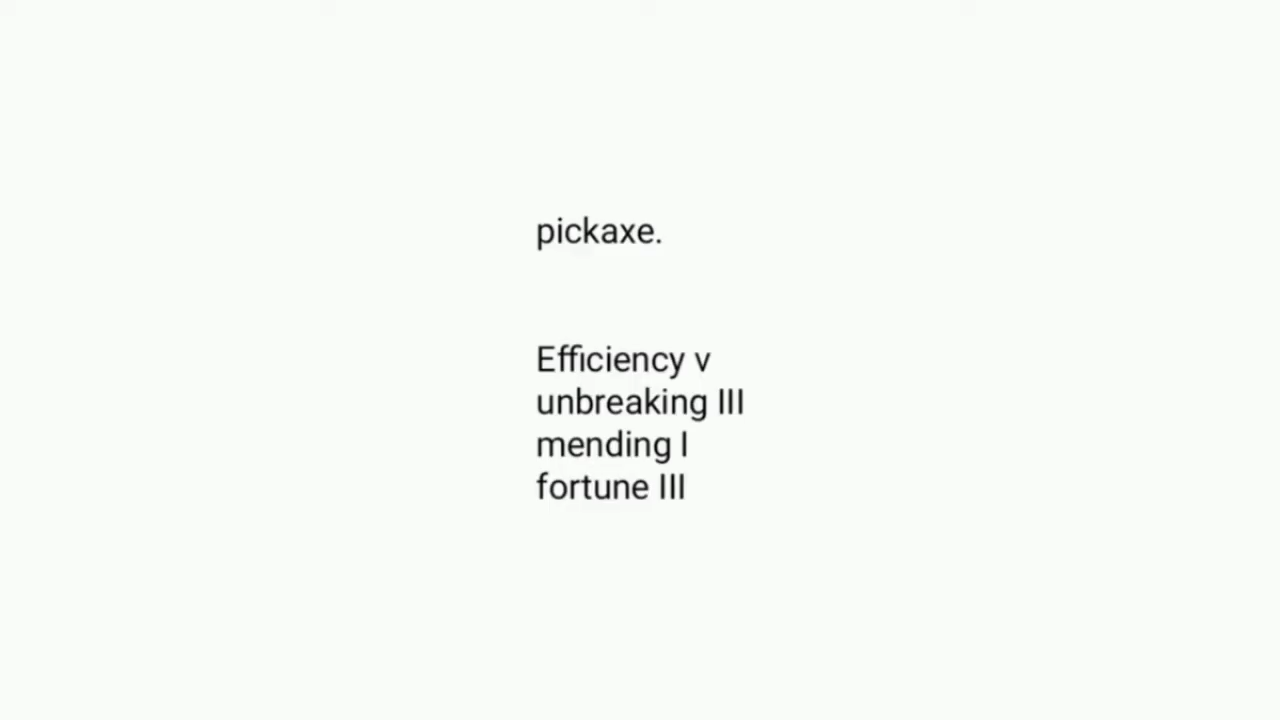 pickaxe.
Efficiency v
unbreaking III
mending I
fortune III